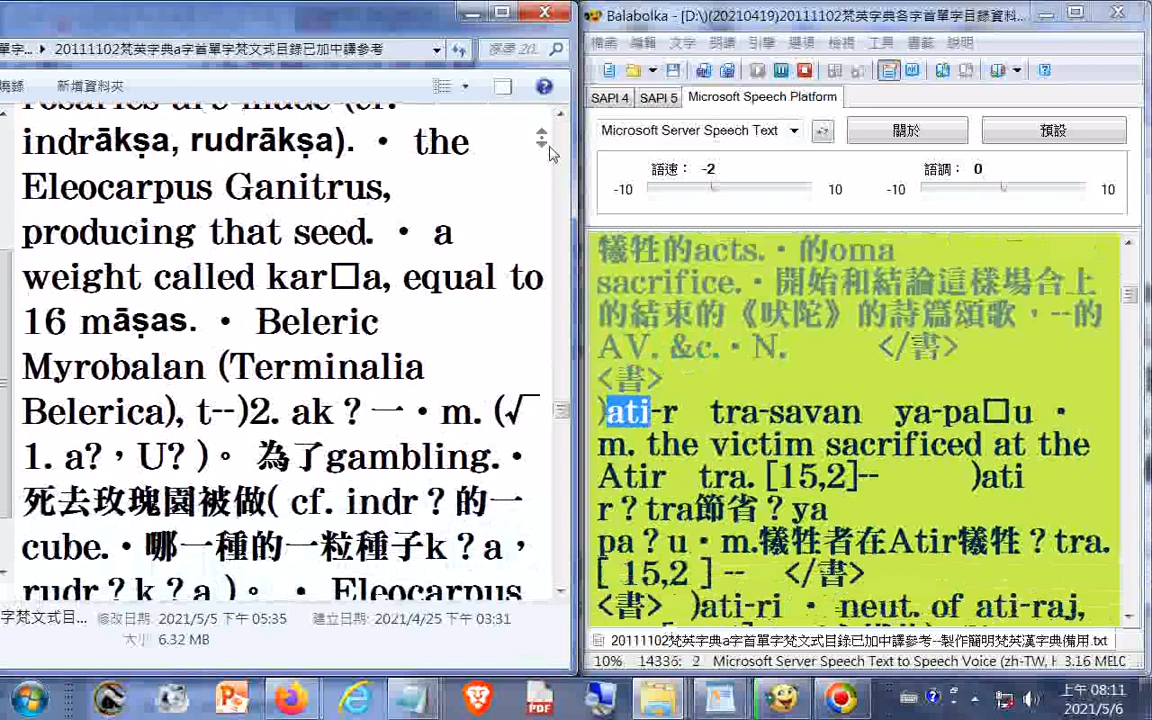 單字... ▸ 20111102梵英字典a字首單字梵文式目錄已加中譯參考
搜尋 20...
燒錄 新增資料夾
rosaries are made (cf.
indrākṣa, rudrākṣa). • the
Eleocarpus Ganitrus,
producing that seed. • a
weight called kar□a, equal to
16 māṣas. • Beleric
Myrobalan (Terminalia
Belerica), t--)2. ak ? 一 • m. (√
1. a? , U? )。 為了gambling. •
死去玫瑰園被做( cf. indr ? 的一
cube. • 哪一種的一粒種子k ? a ,
rudr ? k ? a )。 • Eleocarpus
字梵文式目... 修改日期: 2021/5/5 下午 05:35 建立日期: 2021/4/25 下午 03:31
大小: 6.32 MB
Balabolka - [D:\)(20210419)20111102梵英字典各字首單字目錄資料...
檔案 編輯 文字 朗讀 引擎 選項 檢視 工具 書籤 說明
SAPI 4 SAPI 5 Microsoft Speech Platform
Microsoft Server Speech Text
關於 預設
語速: -2 語調: 0
-10 10 -10 10
犧牲的acts. • 的oma
sacrifice. • 開始和結論這樣場合上
的結束的《吠陀》的詩篇頌歌,--的
AV. &c. • N. </書>
<書>
)ati-r tra-savan ya-pa□u •
m. the victim sacrificed at the
Atir tra. [15,2]-- )ati
r ? tra節省 ? ya
pa ? u • m.犧牲者在Atir犧牲 ? tra.
[ 15,2 ] -- </書>
<書> )ati-ri • neut. of ati-raj,
20111102梵英字典a字首單字梵文式目錄已加中譯參考--製作簡明梵英漢字典備用.txt
10% 14336: 2 Microsoft Server Speech Text to Speech Voice (zh-TW, H 3.16 MB
上午 08:11
2021/5/6